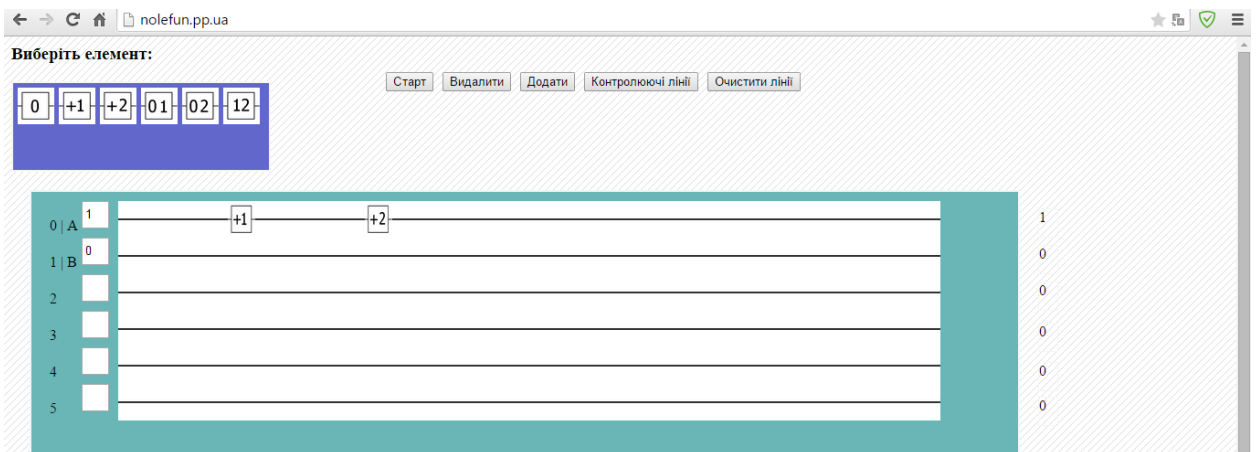 nolefun.pp.ua
Виберіть елемент:
Старт Видалити Додати Контролюючі лінії Очистити лінії
0 +1 +2 01 02 12
0 | A 1 +1 +2 1
1 | B 0 0
2 0
3 0
4 0
5 0